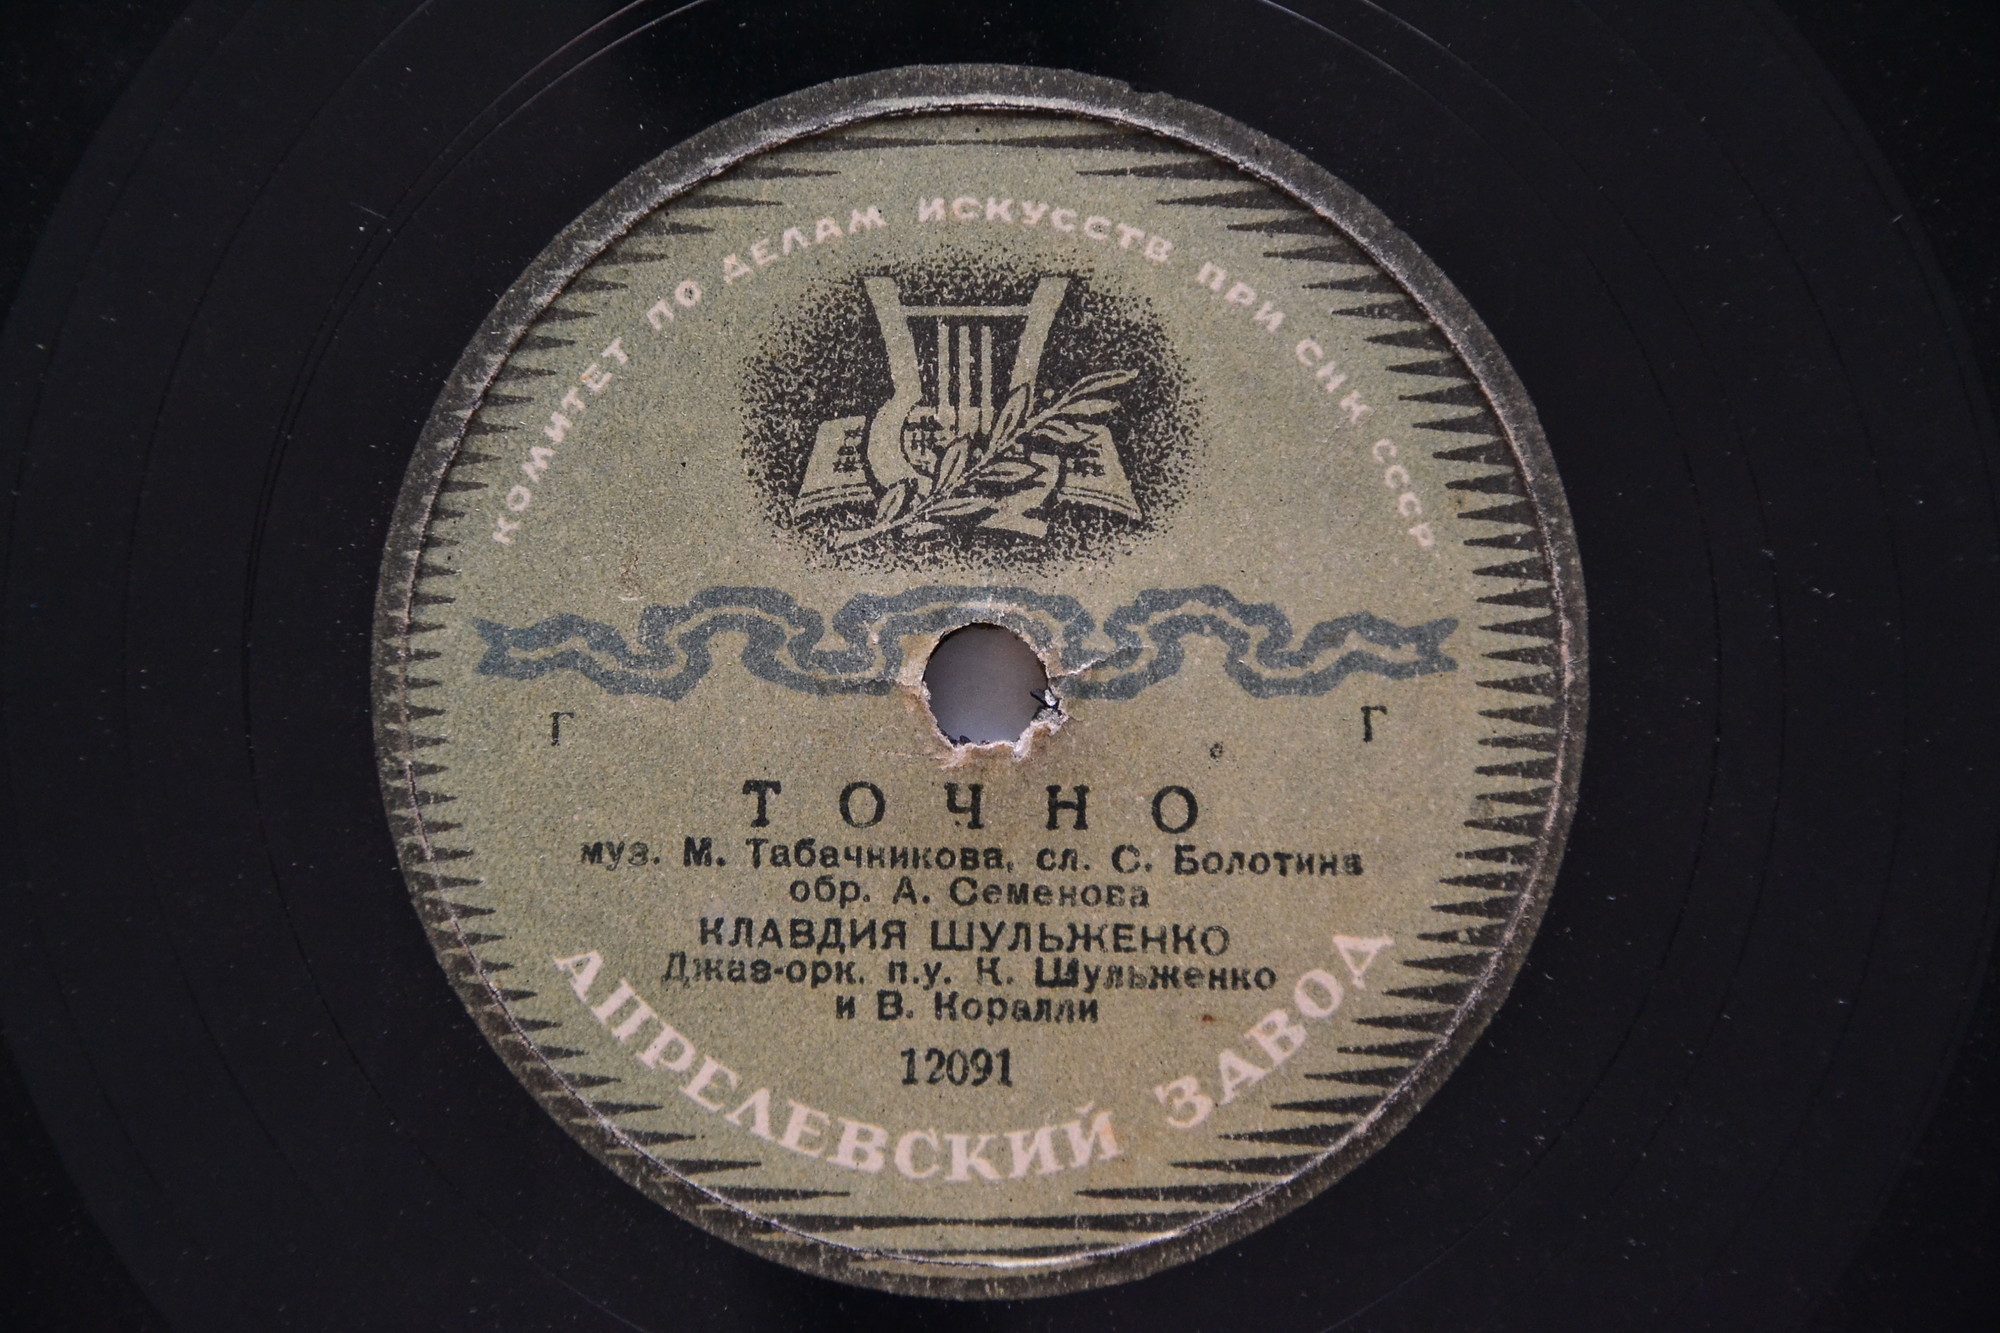 КОМИТЕТ ПО ДЕЛАМ ИСКУССТВ ПРИ СНК СССР
Г Г
ТОЧНО
муз. М. Табачникова, сл. С. Болотина
обр. А. Семенова
КЛАВДИЯ ШУЛЬЖЕНКО
Джаз-орк. п.у. К. Шульженко
и В. Коралли
12091
АПРЕЛЕВСКИЙ ЗАВОД